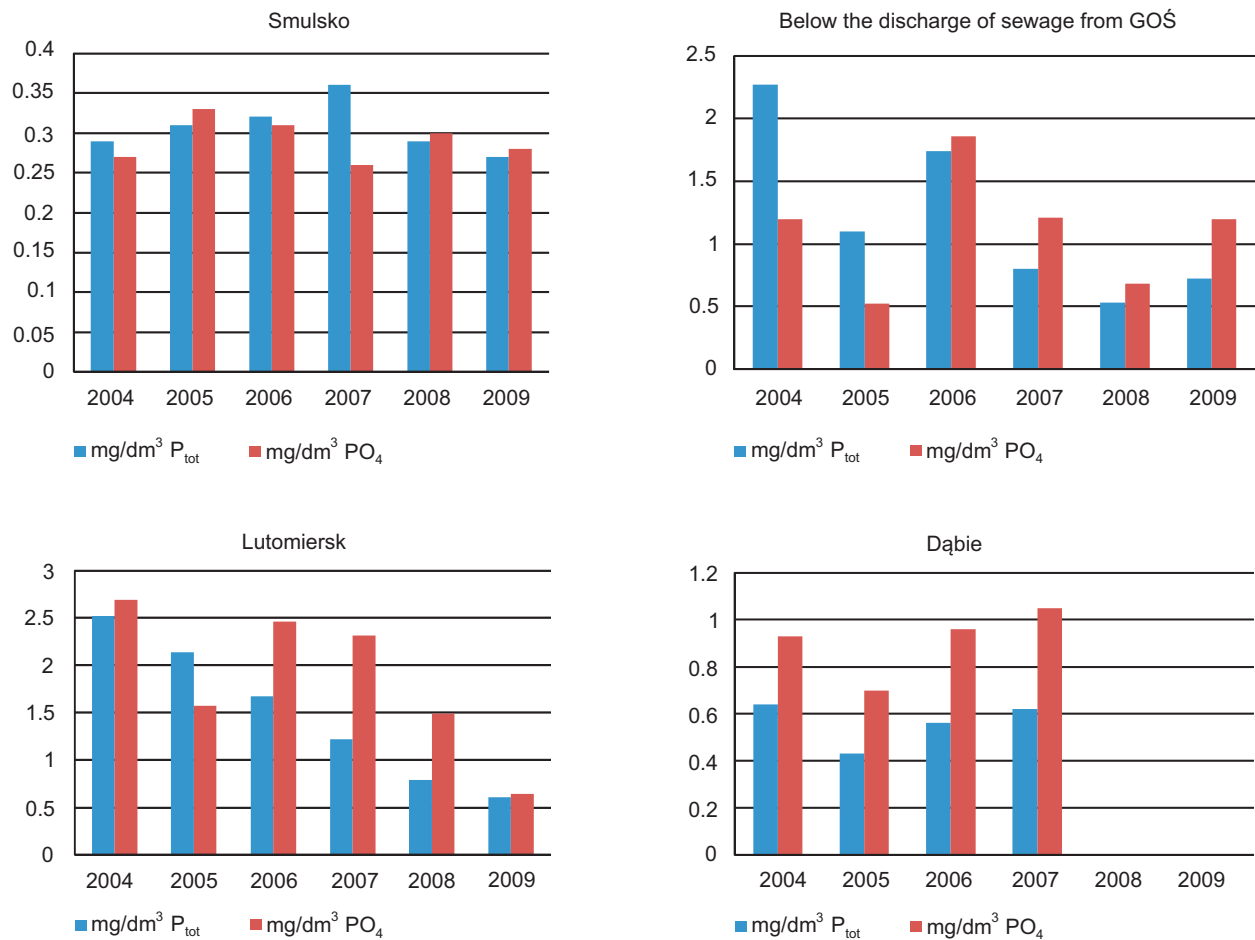 Smulsko
0.4
0.35
0.3
0.25
0.2
0.15
0.1
0.05
0
2004 2005 2006 2007 2008 2009
mg/dm³ P_tot mg/dm³ PO₄
Below the discharge of sewage from GOŚ
2.5
2
1.5
1
0.5
0
2004 2005 2006 2007 2008 2009
mg/dm³ P_tot mg/dm³ PO₄
Lutomiersk
3
2.5
2
1.5
1
0.5
0
2004 2005 2006 2007 2008 2009
mg/dm³ P_tot mg/dm³ PO₄
Dąbie
1.2
1
0.8
0.6
0.4
0.2
0
2004 2005 2006 2007 2008 2009
mg/dm³ P_tot mg/dm³ PO₄